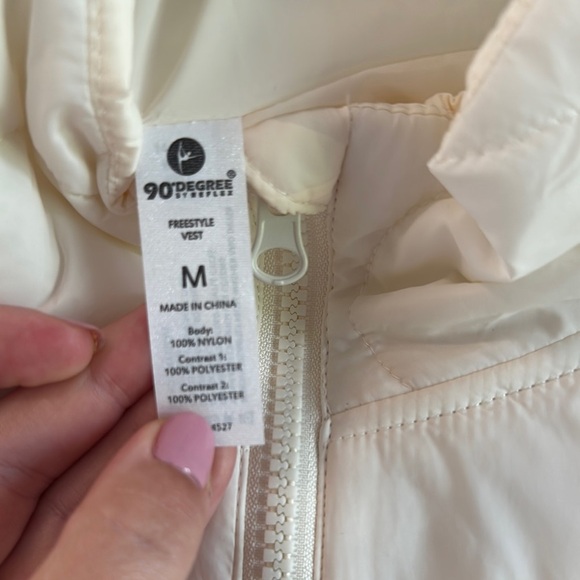 90°DEGREE®
BY REFLEX
FREESTYLE
VEST
M
MADE IN CHINA
Body:
100% NYLON
Contrast 1:
100% POLYESTER
Contrast 2:
100% POLYESTER
4527